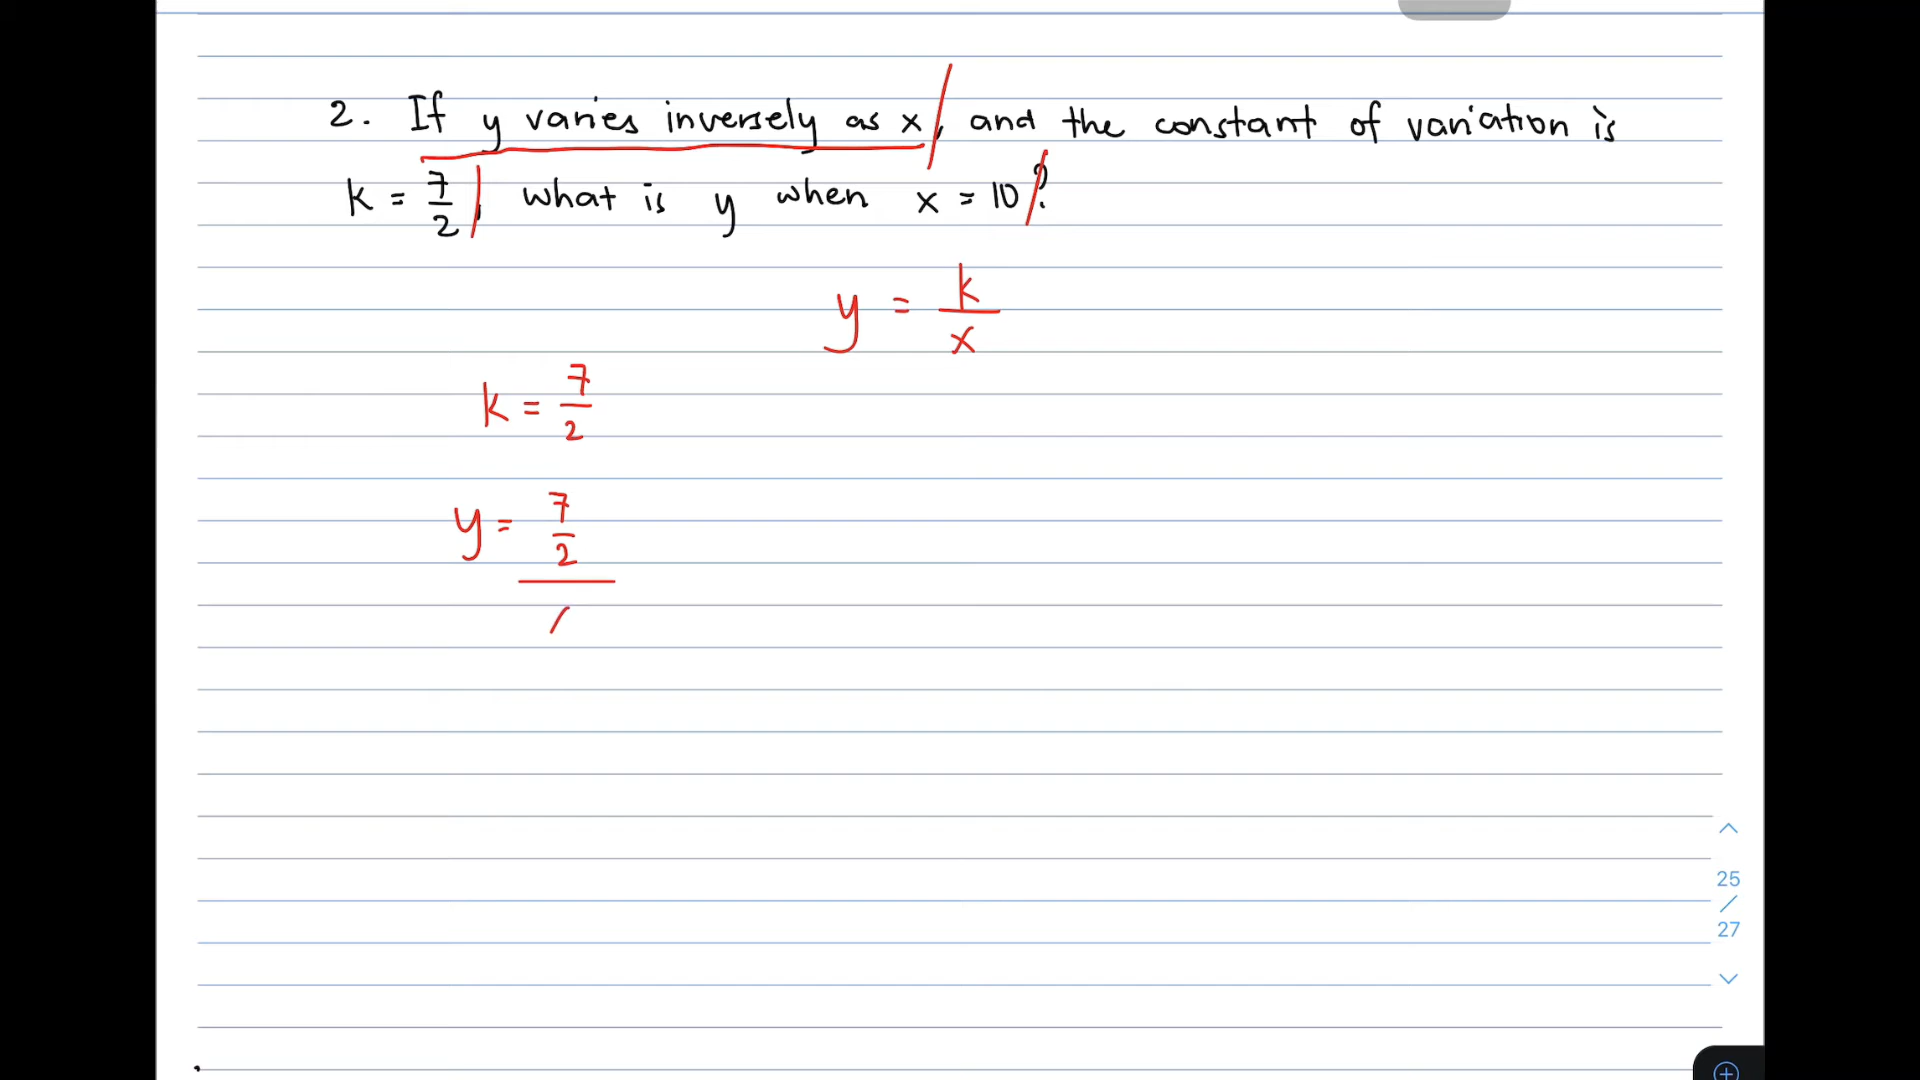 2. If y varies inversely as x, and the constant of variation is
k = 7/2, what is y when x = 10?
y = k/x
k = 7/2
y = 7/2 /
25
/
27